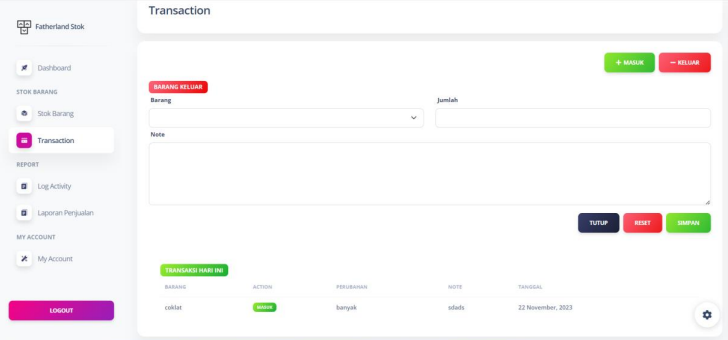 Fatherland Stok
Dashboard
STOK BARANG
Stok Barang
Transaction
REPORT
Log Activity
Laporan Penjualan
MY ACCOUNT
My Account
LOGOUT
Transaction
+ MASUK — KELUAR
BARANG KELUAR
Barang Jumlah
Note
TUTUP RESET SIMPAN
TRANSAKSI HARI INI
BARANG ACTION PERUBAHAN NOTE TANGGAL
coklat MASUK banyak sdads 22 November, 2023